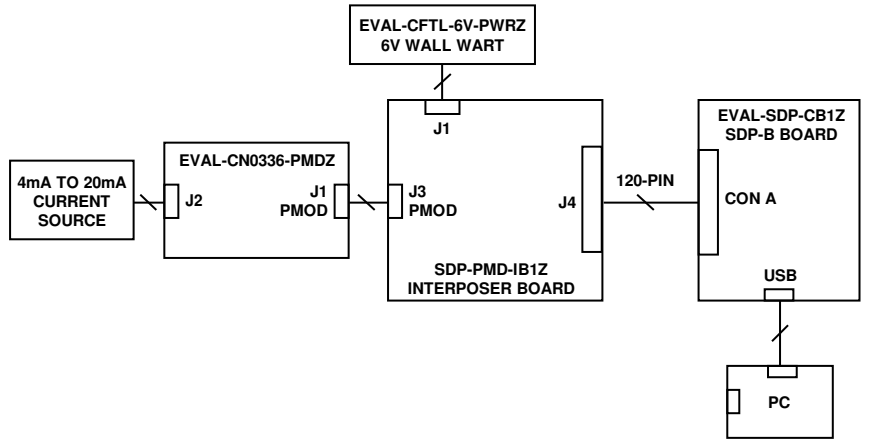 EVAL-CFTL-6V-PWRZ
6V WALL WART
J1
EVAL-SDP-CB1Z
SDP-B BOARD
EVAL-CN0336-PMDZ
4mA TO 20mA
CURRENT
SOURCE
J2
J1
PMOD
J3
PMOD
J4
120-PIN
CON A
SDP-PMD-IB1Z
INTERPOSER BOARD
USB
PC